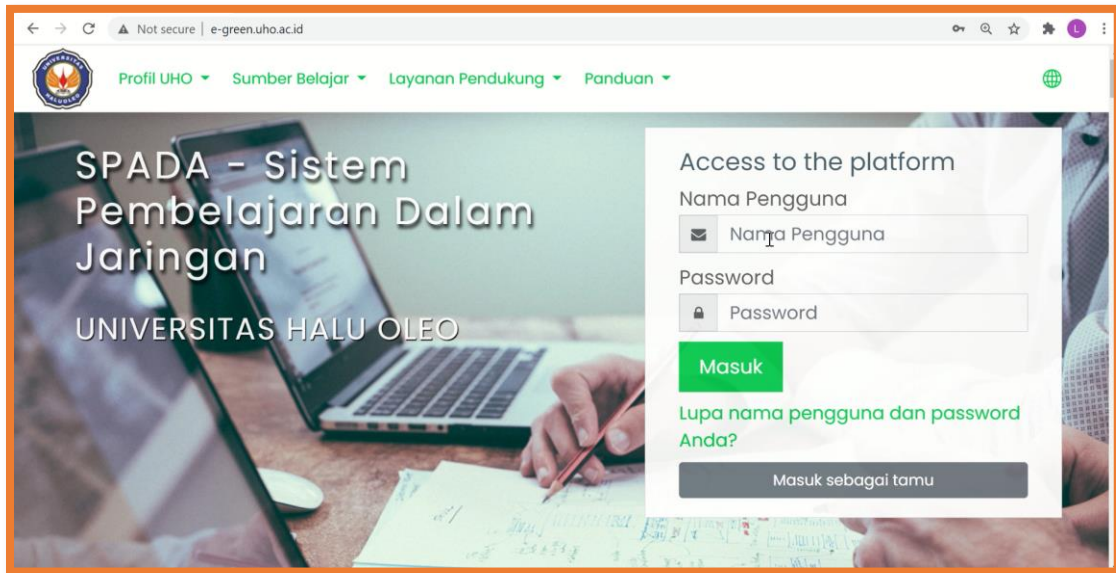 Not secure | e-green.uho.ac.id
L
Profil UHO
Sumber Belajar
Layanan Pendukung
Panduan
SPADA - Sistem
Pembelajaran Dalam
Jaringan
UNIVERSITAS HALU OLEO
Access to the platform
Nama Pengguna
Nama Pengguna
Password
Password
Masuk
Lupa nama pengguna dan password
Anda?
Masuk sebagai tamu